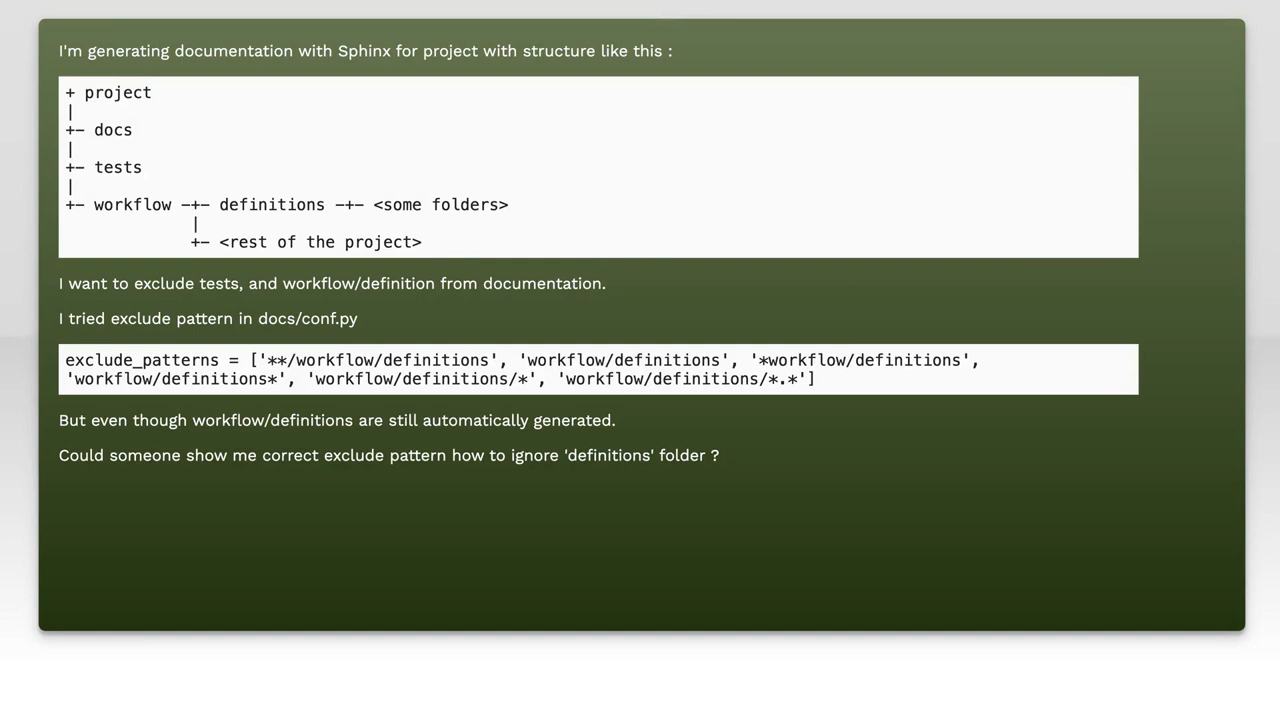 I'm generating documentation with Sphinx for project with structure like this :
+ project
|
+- docs
|
+- tests
|
+- workflow -+- definitions -+- <some folders>
|
+- <rest of the project>
I want to exclude tests, and workflow/definition from documentation.
I tried exclude pattern in docs/conf.py
exclude_patterns = ['**/workflow/definitions', 'workflow/definitions', '*workflow/definitions',
'workflow/definitions*', 'workflow/definitions/*', 'workflow/definitions/*.*']
But even though workflow/definitions are still automatically generated.
Could someone show me correct exclude pattern how to ignore 'definitions' folder ?